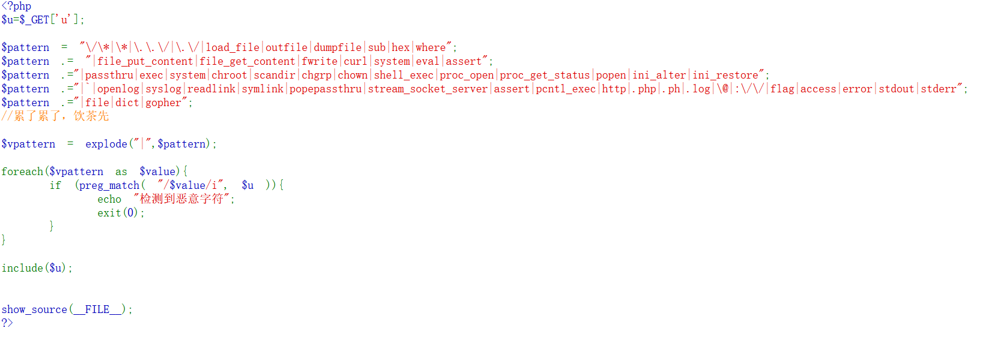 <?php
$u=$_GET['u'];
$pattern = "\/\*|\*|\.\.\/|\.\/|load_file|outfile|dumpfile|sub|hex|where";
$pattern .= "|file_put_content|file_get_content|fwrite|curl|system|eval|assert";
$pattern .="|passthru|exec|system|chroot|scandir|chgrp|chown|shell_exec|proc_open|proc_get_status|popen|ini_alter|ini_restore";
$pattern .="|`|openlog|syslog|readlink|symlink|popepassthru|stream_socket_server|assert|pcntl_exec|http|.php|.ph|.log|\@|:\/\/|flag|access|error|stdout|stderr";
$pattern .="|file|dict|gopher";
//累了累了，饮茶先
$vpattern = explode("|",$pattern);
foreach($vpattern as $value){
if (preg_match( "/$value/i", $u )){
echo "检测到恶意字符";
exit(0);
}
}
include($u);
show_source(__FILE__);
?>